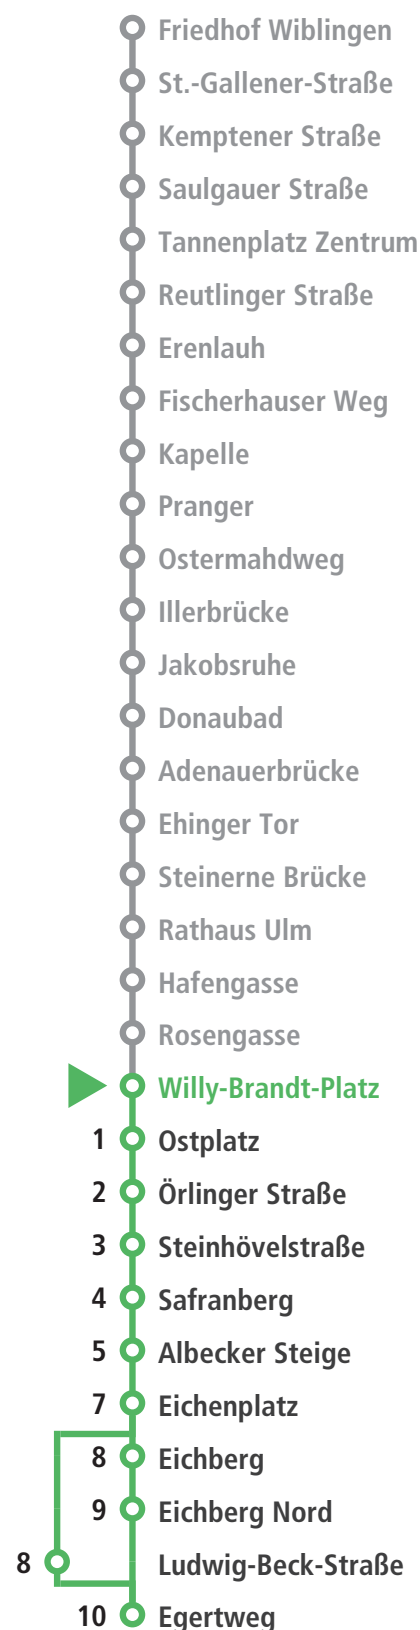 Friedhof Wiblingen
St.-Gallener-Straße
Kemptener Straße
Saulgauer Straße
Tannenplatz Zentrum
Reutlinger Straße
Erenlauh
Fischerhauser Weg
Kapelle
Pranger
Ostermahdweg
Illerbrücke
Jakobsruhe
Donaubad
Adenauerbrücke
Ehinger Tor
Steinerne Brücke
Rathaus Ulm
Hafengasse
Rosengasse
Willy-Brandt-Platz
1 Ostplatz
2 Örlinger Straße
3 Steinhövelstraße
4 Safranberg
5 Albecker Steige
7 Eichenplatz
8 Eichberg
9 Eichberg Nord
8 Ludwig-Beck-Straße
10 Egertweg